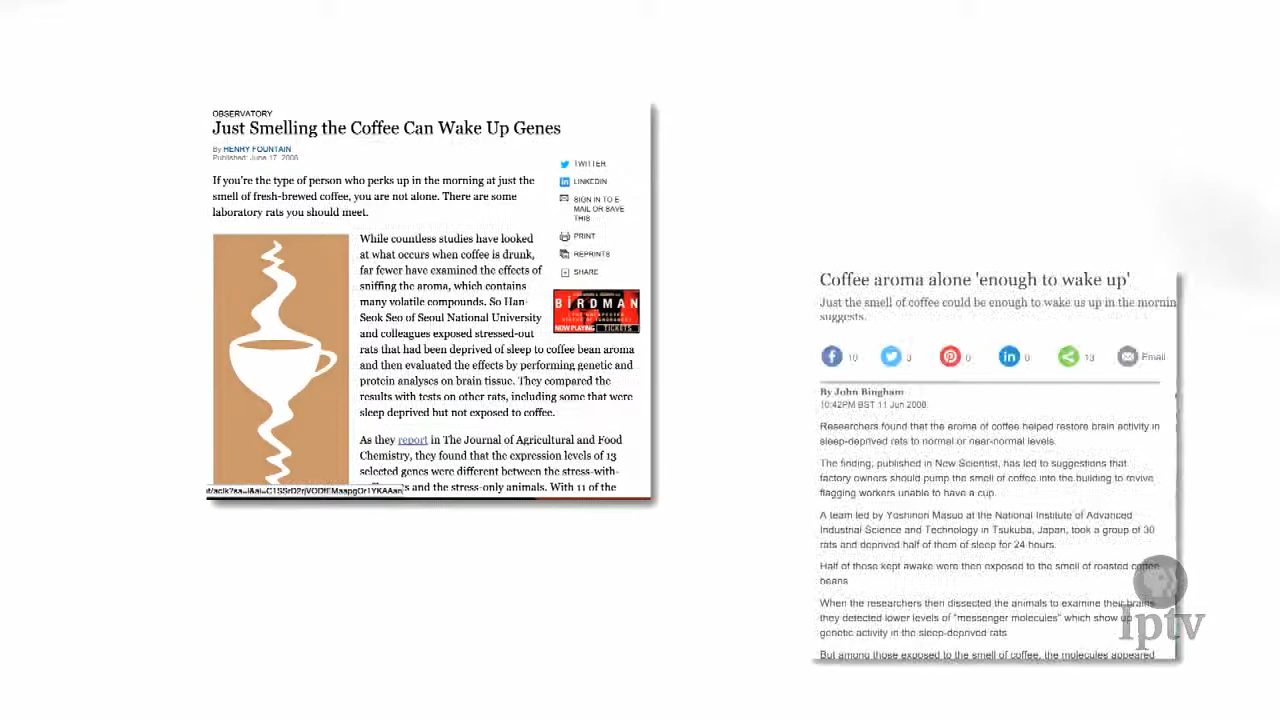 OBSERVATORY
Just Smelling the Coffee Can Wake Up Genes
By HENRY FOUNTAIN
Published: June 17, 2008
If you're the type of person who perks up in the morning at just the
smell of fresh-brewed coffee, you are not alone. There are some
laboratory rats you should meet.
While countless studies have looked
at what occurs when coffee is drunk,
far fewer have examined the effects of
sniffing the aroma, which contains
many volatile compounds. So Han-
Seok Seo of Seoul National University
and colleagues exposed stressed-out
rats that had been deprived of sleep to coffee bean aroma
and then evaluated the effects by performing genetic and
protein analyses on brain tissue. They compared the
results with tests on other rats, including some that were
sleep deprived but not exposed to coffee.
As they report in The Journal of Agricultural and Food
Chemistry, they found that the expression levels of 13
selected genes were different between the stress-with-
and the stress-only animals. With 11 of the
TWITTER
LINKEDIN
SIGN IN TO E-
MAIL OR SAVE
THIS
PRINT
REPRINTS
SHARE
BIRDMAN
NOW PLAYING TICKETS
Coffee aroma alone 'enough to wake up'
Just the smell of coffee could be enough to wake us up in the mornin
suggests.
10 3 0 0 13 Email
By John Bingham
10:42PM BST 11 Jun 2008
Researchers found that the aroma of coffee helped restore brain activity in
sleep-deprived rats to normal or near-normal levels.
The finding, published in New Scientist, has led to suggestions that
factory owners should pump the smell of coffee into the building to revive
flagging workers unable to have a cup.
A team led by Yoshinori Masuo at the National Institute of Advanced
Industrial Science and Technology in Tsukuba, Japan, took a group of 30
rats and deprived half of them of sleep for 24 hours.
Half of those kept awake were then exposed to the smell of roasted coffee
beans
When the researchers then dissected the animals to examine their brains
they detected lower levels of "messenger molecules" which show up
genetic activity in the sleep-deprived rats
But among those exposed to the smell of coffee, the molecules appeared
Iptv